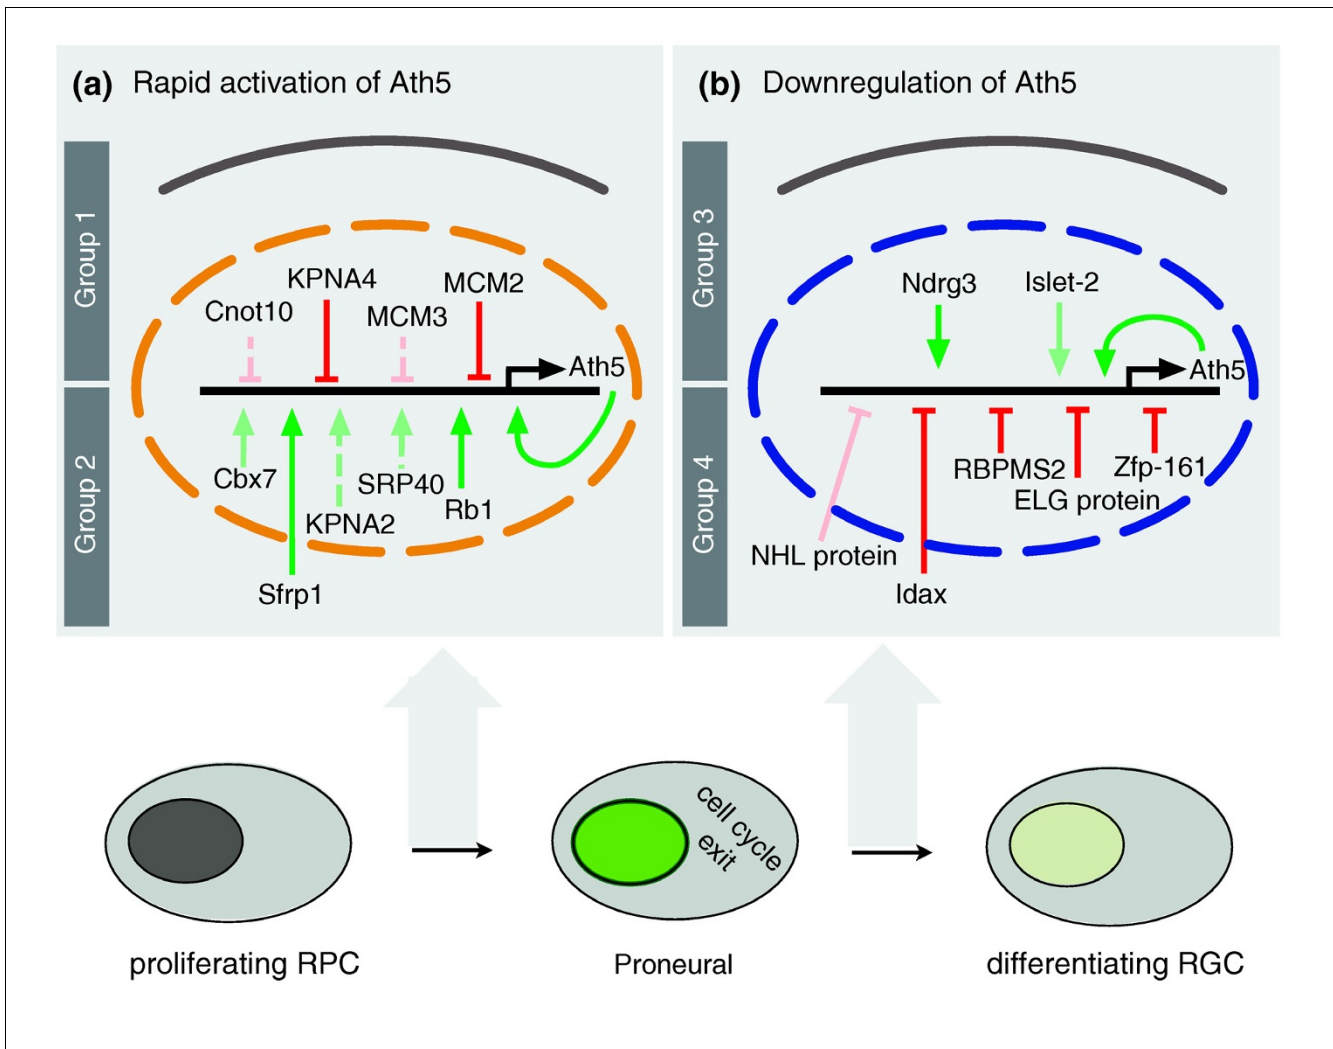 (a) Rapid activation of Ath5
Group 1
Group 2
KPNA4
MCM2
Cnot10
MCM3
Ath5
Cbx7
SRP40
Rb1
KPNA2
Sfrp1
(b) Downregulation of Ath5
Group 3
Group 4
Ndrg3
Islet-2
Ath5
RBPMS2
Zfp-161
ELG protein
NHL protein
Idax
cell cycle
exit
proliferating RPC
Proneural
differentiating RGC